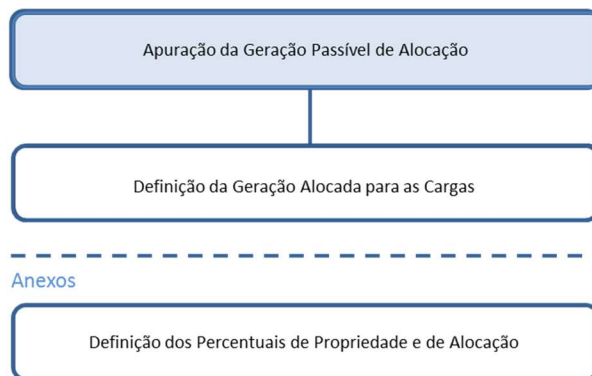 Apuração da Geração Passível de Alocação
Definição da Geração Alocada para as Cargas
Anexos
Definição dos Percentuais de Propriedade e de Alocação